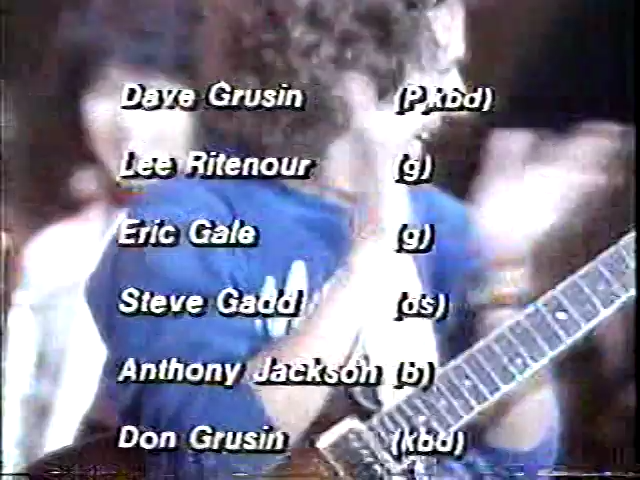 Dave Grusin (P,kbd)
Lee Ritenour (g)
Eric Gale (g)
Steve Gadd (ds)
Anthony Jackson (b)
Don Grusin (kbd)